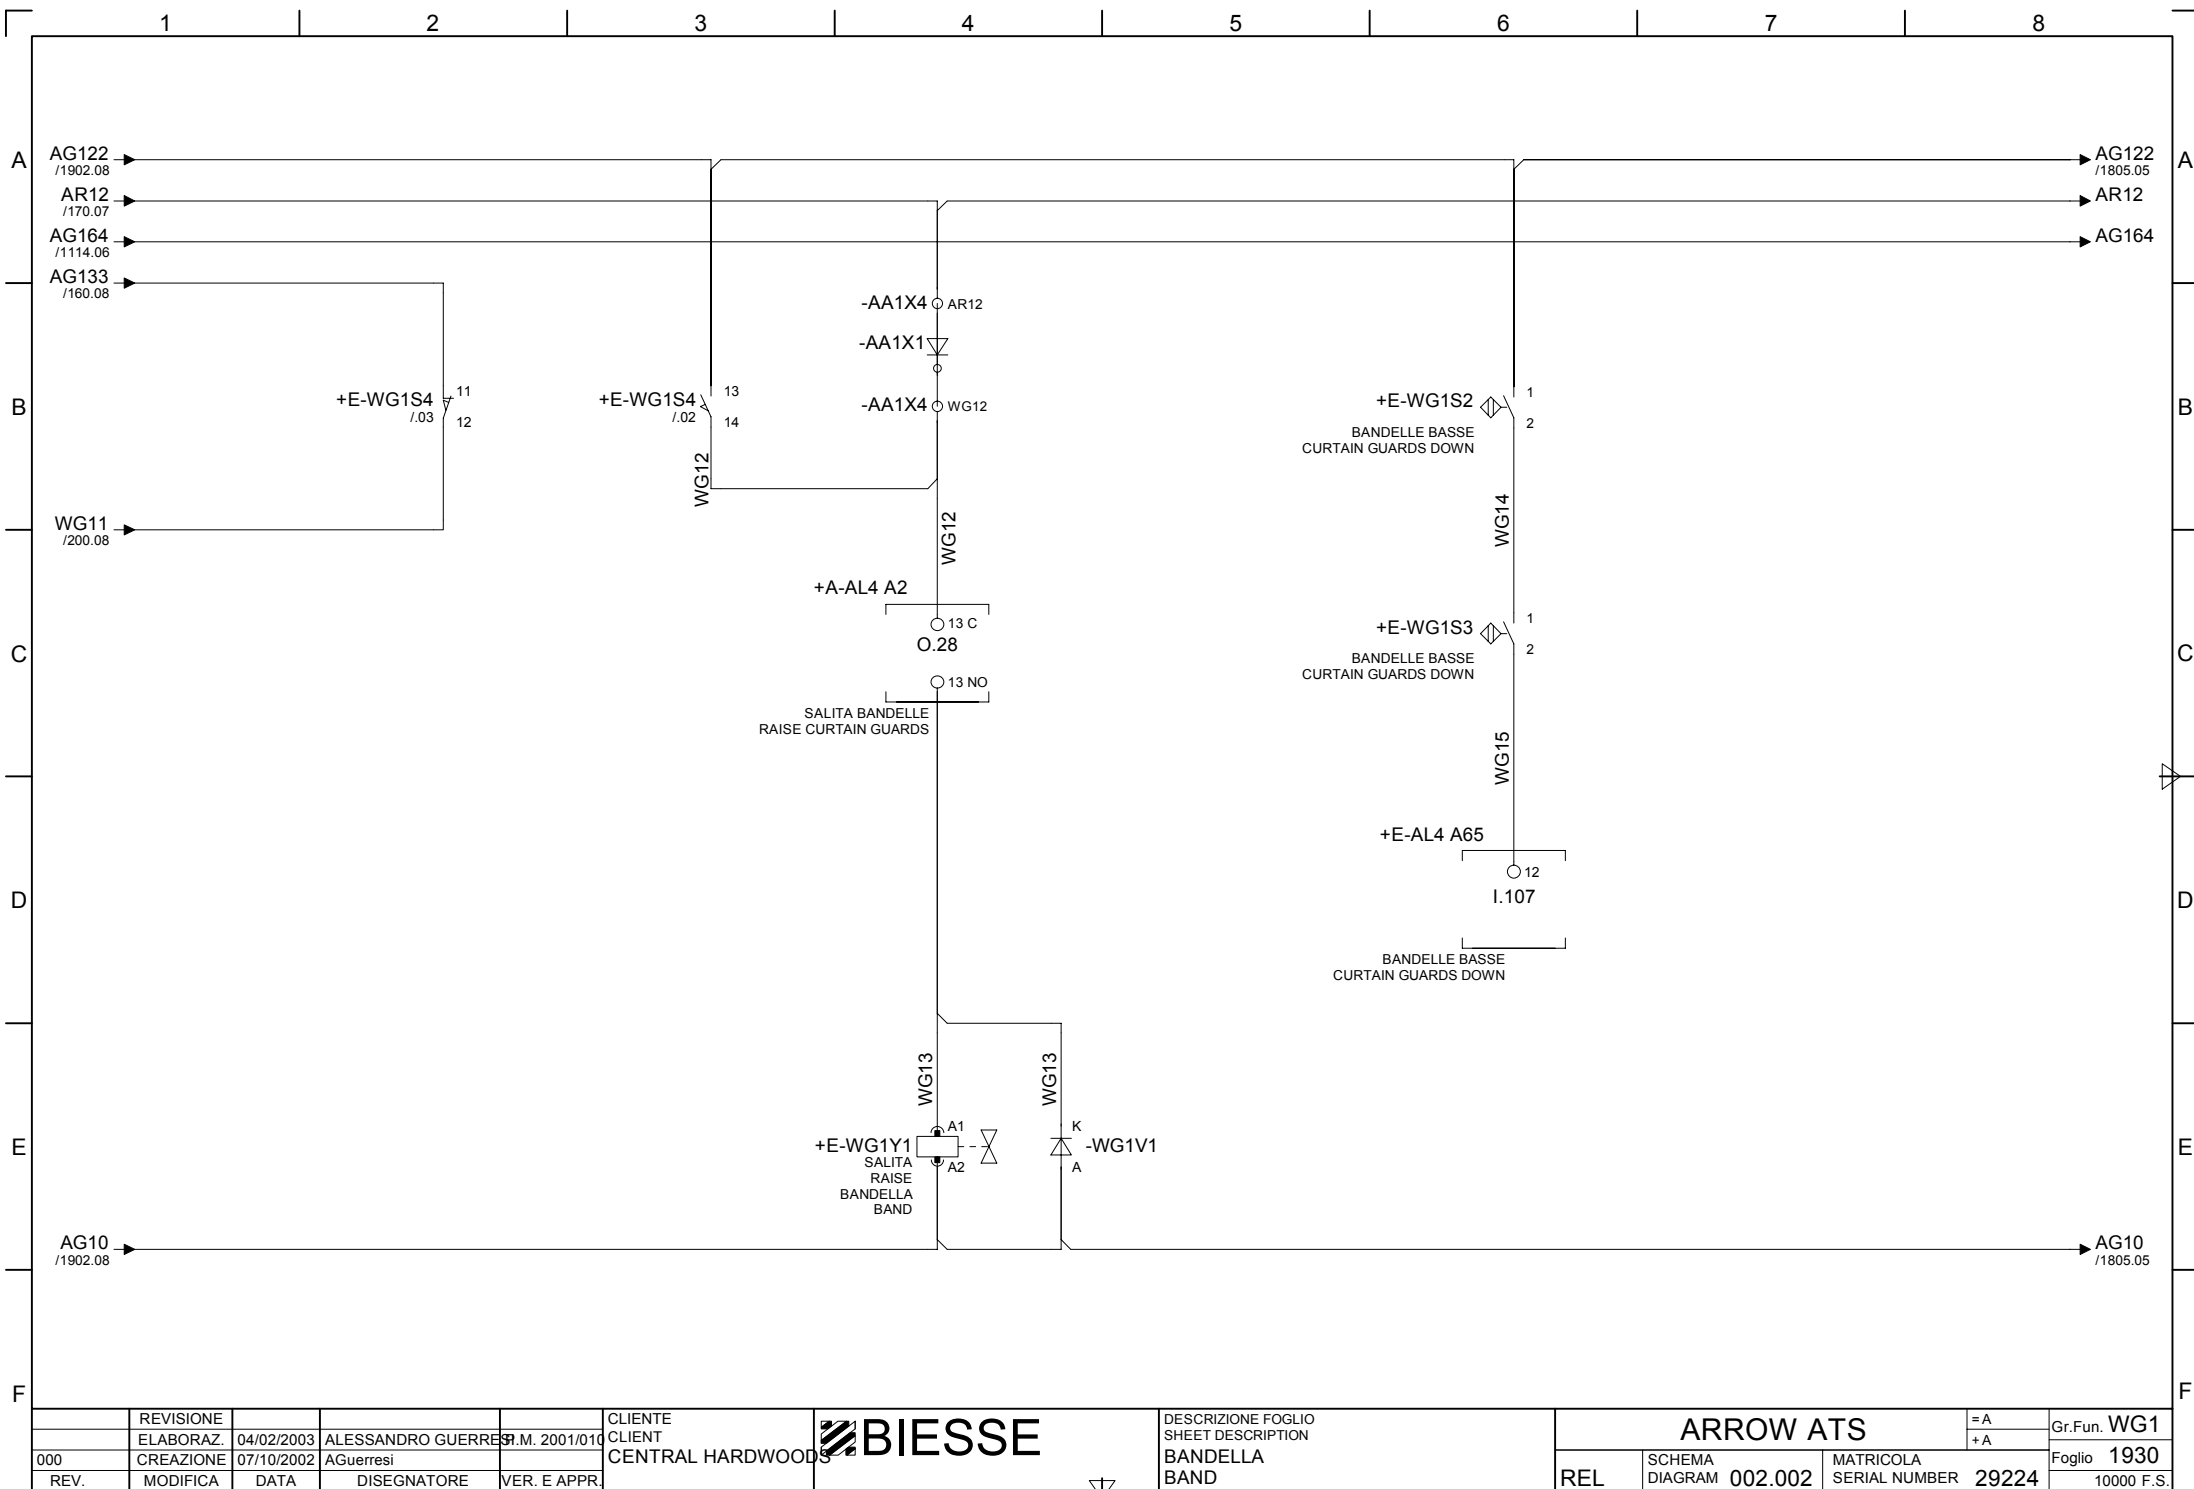 1 2 3 4 5 6 7 8
A AG122 AG122 A
/1902.08 /1805.05
AR12 AR12
/170.07
AG164 AG164
/1114.06
AG133
/160.08
-AA1X4 AR12
-AA1X1
-AA1X4 WG12
B B
+E-WG1S4 11
/.03 12
+E-WG1S4 13
/.02 14
+E-WG1S2 1
2
BANDELLE BASSE
CURTAIN GUARDS DOWN
WG12
WG12
WG14
WG11
/200.08
+A-AL4 A2
13 C
O.28
13 NO
SALITA BANDELLE
RAISE CURTAIN GUARDS
C C
+E-WG1S3 1
2
BANDELLE BASSE
CURTAIN GUARDS DOWN
WG15
+E-AL4 A65
12
I.107
D D
BANDELLE BASSE
CURTAIN GUARDS DOWN
WG13 WG13
E E
+E-WG1Y1 A1
A2
SALITA
RAISE
BANDELLA
BAND
K
-WG1V1
A
AG10 AG10
/1902.08 /1805.05
F F
REVISIONE
ELABORAZ. 04/02/2003 ALESSANDRO GUERRESI P.M. 2001/010
000 CREAZIONE 07/10/2002 AGuerresi
REV. MODIFICA DATA DISEGNATORE VER. E APPR.
CLIENTE
CLIENT
CENTRAL HARDWOODS
BIESSE
DESCRIZIONE FOGLIO
SHEET DESCRIPTION
BANDELLA
BAND
ARROW ATS
= A
+ A
Gr.Fun. WG1
REL
SCHEMA
DIAGRAM 002.002
MATRICOLA
SERIAL NUMBER 29224
Foglio 1930
10000 F.S.